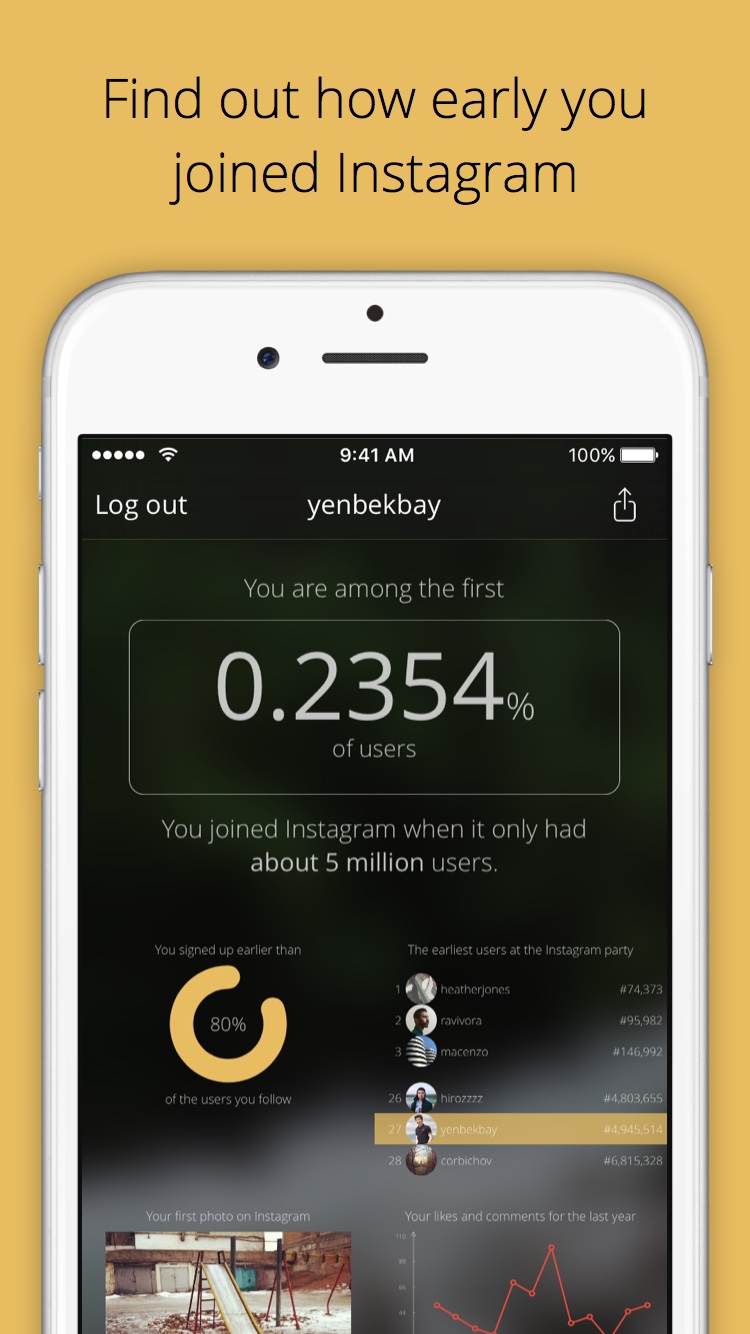 Find out how early you
joined Instagram
9:41 AM
100%
Log out
yenbekbay
You are among the first
0.2354%
of users
You joined Instagram when it only had
about 5 million users.
You signed up earlier than
80%
of the users you follow
The earliest users at the Instagram party
1 heatherjones #74,373
2 ravivora #95,982
3 macenzo #146,992
26 hirozzzz #4,803,655
27 yenbekbay #4,945,514
28 corbichov #6,815,328
Your first photo on Instagram
Your likes and comments for the last year
110
88
66
44